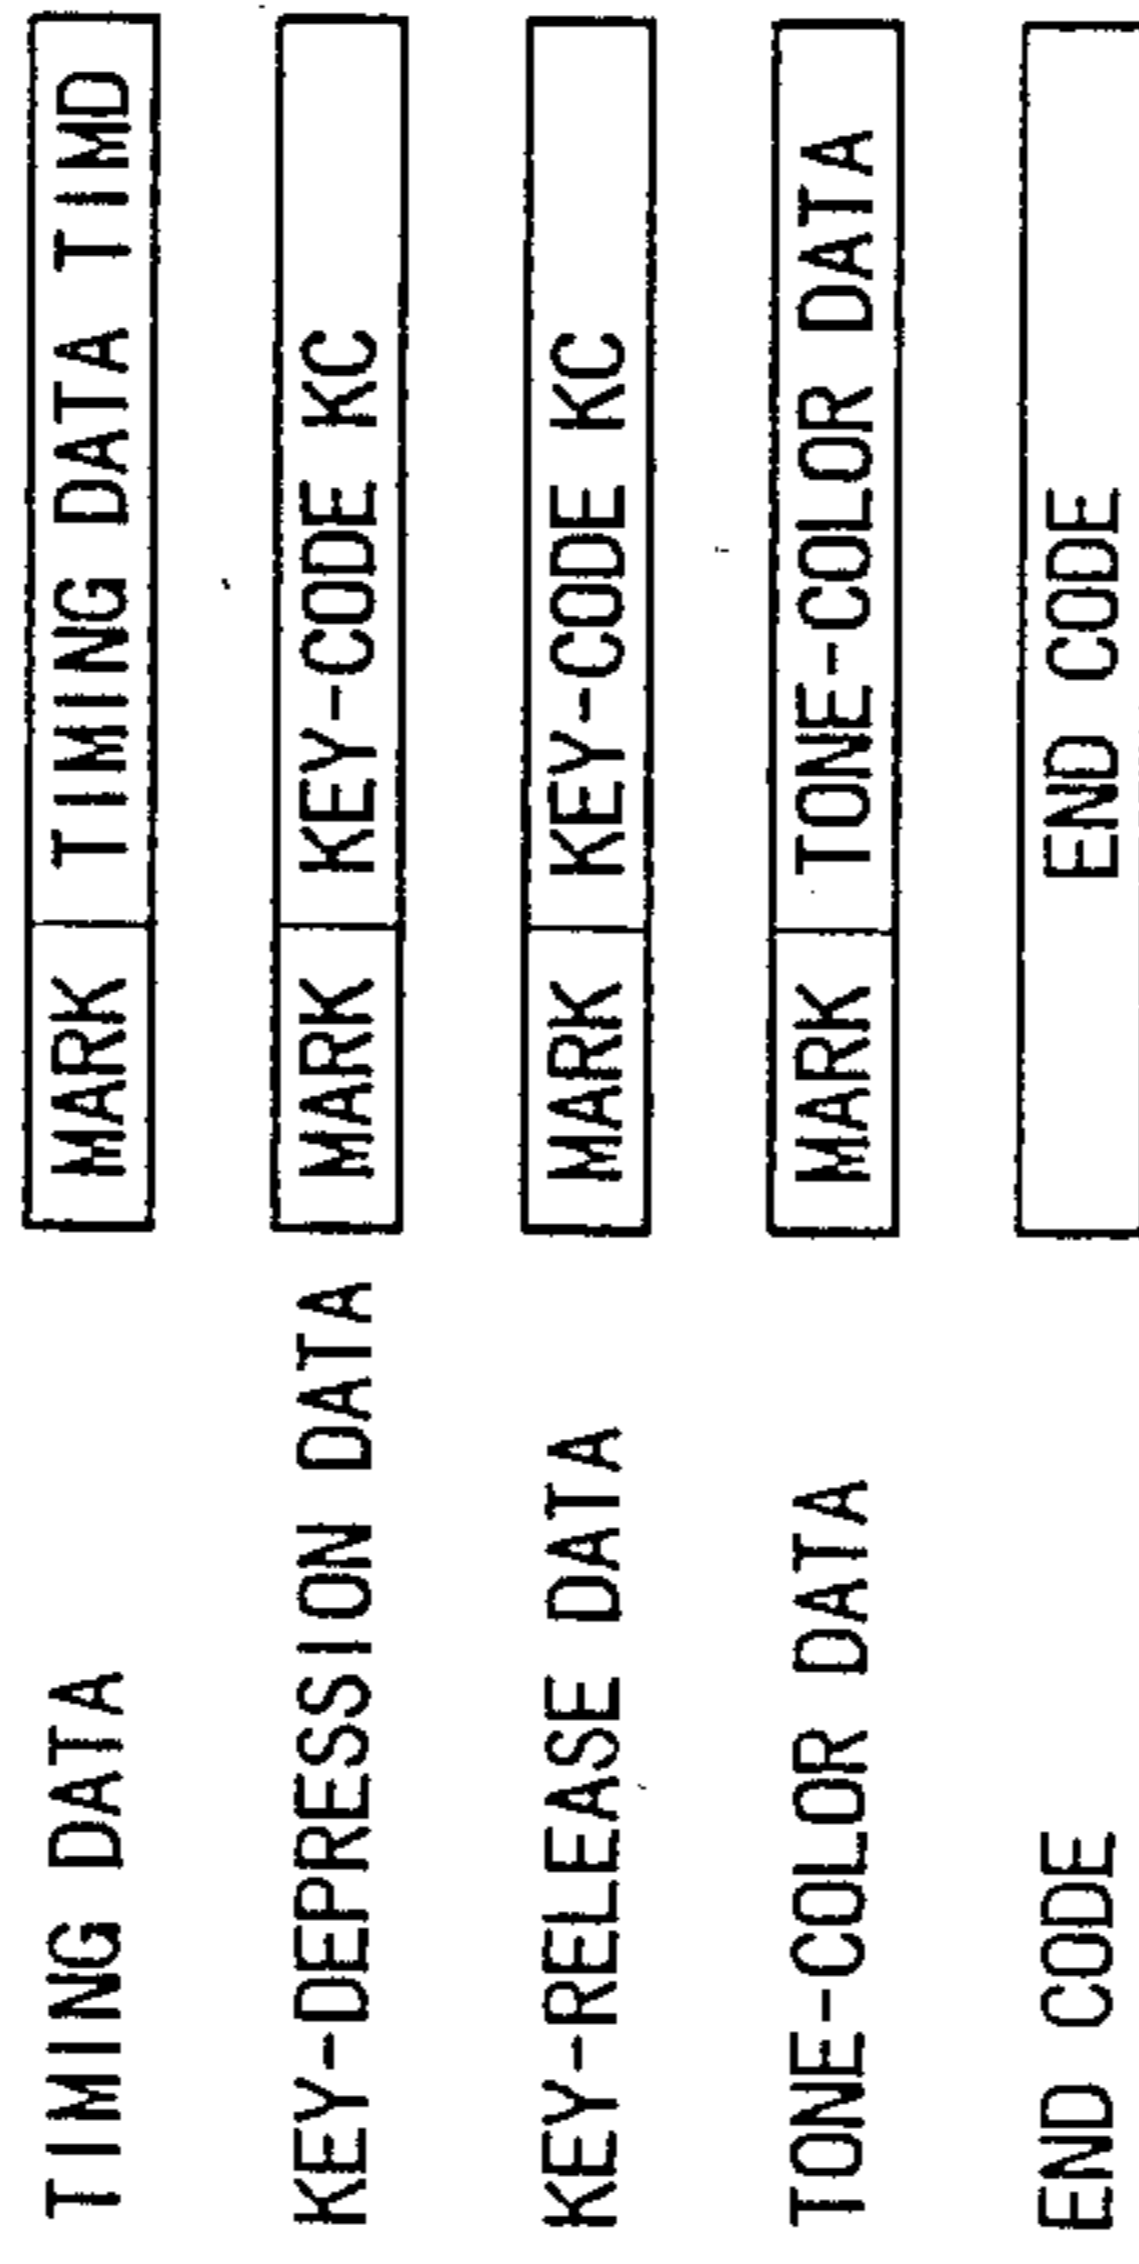 TIMING DATA MARK TIMING DATA TIMD
KEY-DEPRESSION DATA MARK KEY-CODE KC
KEY-RELEASE DATA MARK KEY-CODE KC
TONE-COLOR DATA MARK TONE-COLOR DATA
END CODE END CODE